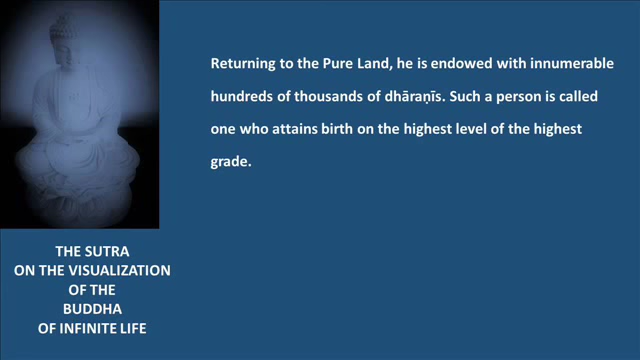 Returning to the Pure Land, he is endowed with innumerable
hundreds of thousands of dhāraṇīs. Such a person is called
one who attains birth on the highest level of the highest
grade.
THE SUTRA
ON THE VISUALIZATION
OF THE
BUDDHA
OF INFINITE LIFE